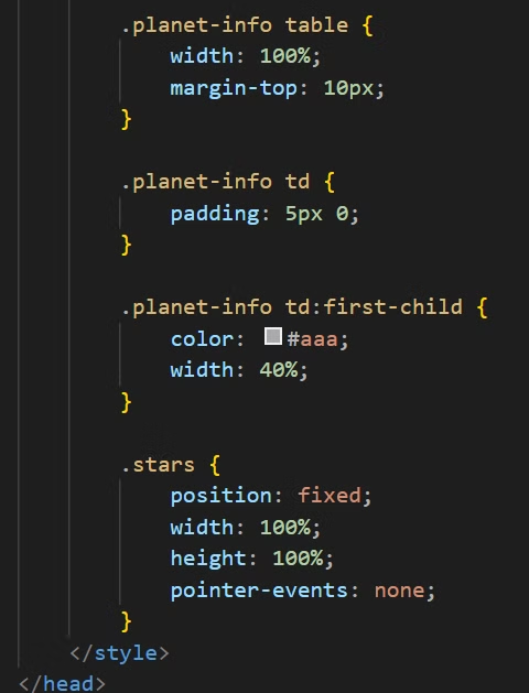 .planet-info table {
width: 100%;
margin-top: 10px;
}
.planet-info td {
padding: 5px 0;
}
.planet-info td:first-child {
color: #aaa;
width: 40%;
}
.stars {
position: fixed;
width: 100%;
height: 100%;
pointer-events: none;
}
</style>
</head>